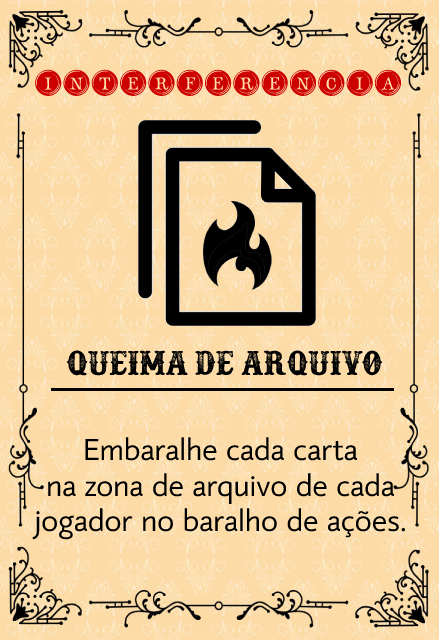 INTERFERENCIA
QUEIMA DE ARQUIVO
Embaralhe cada carta
na zona de arquivo de cada
jogador no baralho de ações.